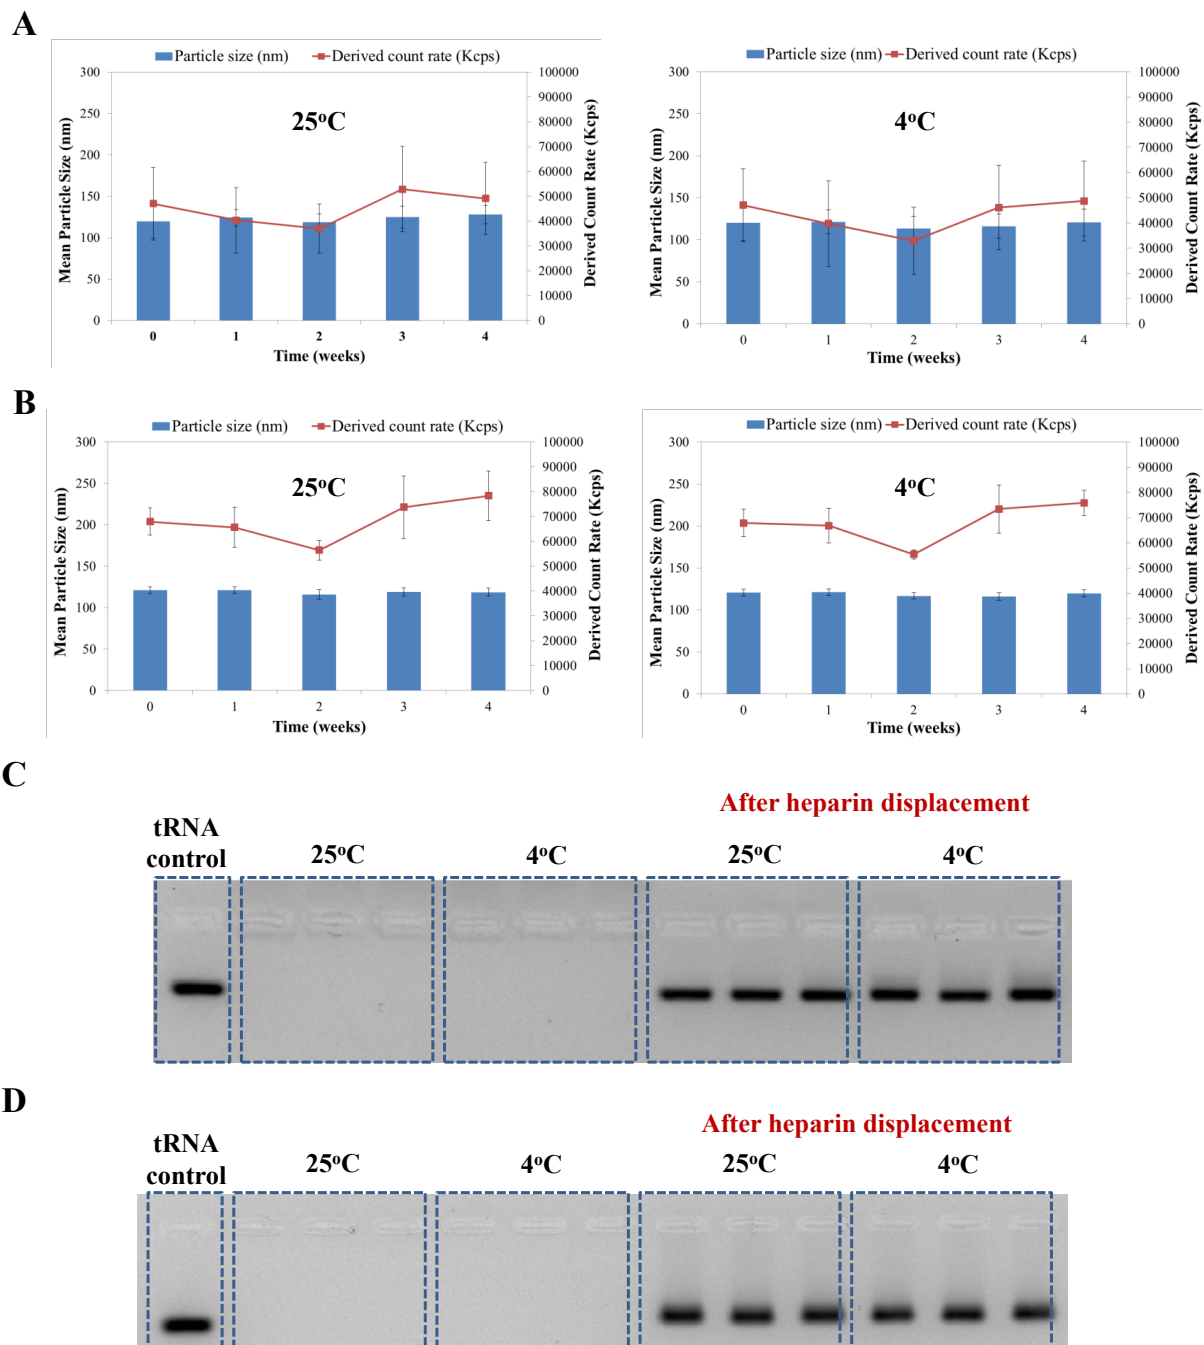 A
Particle size (nm) Derived count rate (Kcps)
25°C
Mean Particle Size (nm)
300
250
200
150
100
50
0
100000
90000
80000
70000
60000
50000
40000
30000
20000
10000
0
Derived Count Rate (Kcps)
0 1 2 3 4
Time (weeks)
Particle size (nm) Derived count rate (Kcps)
4°C
Mean Particle Size (nm)
300
250
200
150
100
50
0
100000
90000
80000
70000
60000
50000
40000
30000
20000
10000
0
Derived Count Rate (Kcps)
0 1 2 3 4
Time (weeks)
B
Particle size (nm) Derived count rate (Kcps)
25°C
Mean Particle Size (nm)
300
250
200
150
100
50
0
100000
90000
80000
70000
60000
50000
40000
30000
20000
10000
0
Derived Count Rate (Kcps)
0 1 2 3 4
Time (weeks)
Particle size (nm) Derived count rate (Kcps)
4°C
Mean Particle Size (nm)
300
250
200
150
100
50
0
100000
90000
80000
70000
60000
50000
40000
30000
20000
10000
0
Derived Count Rate (Kcps)
0 1 2 3 4
Time (weeks)
C
After heparin displacement
tRNA
control
25°C 4°C 25°C 4°C
D
After heparin displacement
tRNA
control
25°C 4°C 25°C 4°C